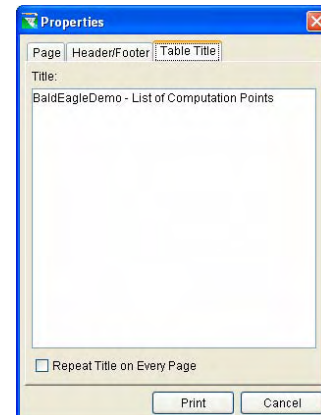 Properties
Page Header/Footer Table Title
Title:
BaldEagleDemo - List of Computation Points
Repeat Title on Every Page
Print Cancel